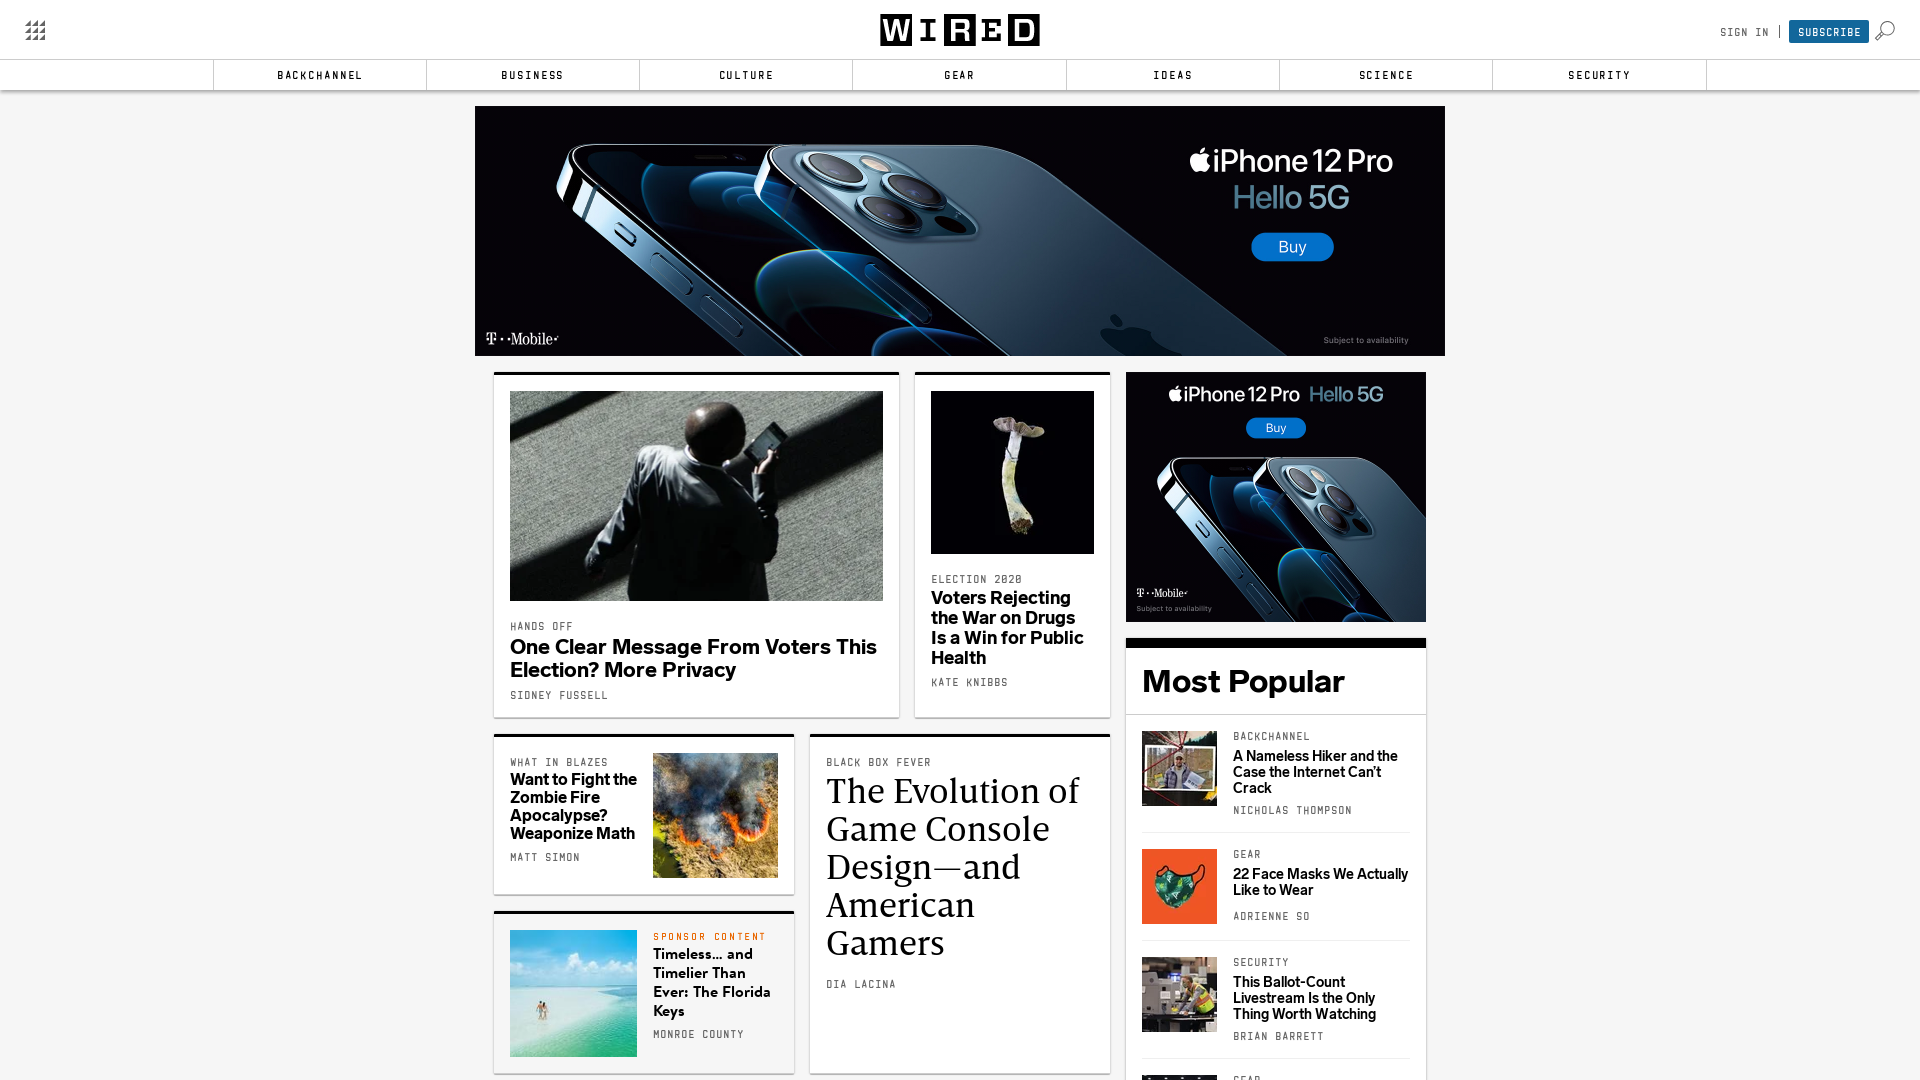 WIRED
SIGN IN
SUBSCRIBE
BACKCHANNEL
BUSINESS
CULTURE
GEAR
IDEAS
SCIENCE
SECURITY
iPhone 12 Pro
Hello 5G
Buy
T-Mobile
Subject to availability
HANDS OFF
One Clear Message From Voters This
Election? More Privacy
SIDNEY FUSSELL
ELECTION 2020
Voters Rejecting
the War on Drugs
Is a Win for Public
Health
KATE KNIBBS
iPhone 12 Pro Hello 5G
Buy
T-Mobile
Subject to availability
WHAT IN BLAZES
Want to Fight the
Zombie Fire
Apocalypse?
Weaponize Math
MATT SIMON
SPONSOR CONTENT
Timeless... and
Timelier Than
Ever: The Florida
Keys
MONROE COUNTY
BLACK BOX FEVER
The Evolution of
Game Console
Design—and
American
Gamers
DIA LACINA
Most Popular
BACKCHANNEL
A Nameless Hiker and the
Case the Internet Can't
Crack
NICHOLAS THOMPSON
GEAR
22 Face Masks We Actually
Like to Wear
ADRIENNE SO
SECURITY
This Ballot-Count
Livestream Is the Only
Thing Worth Watching
BRIAN BARRETT
GEAR